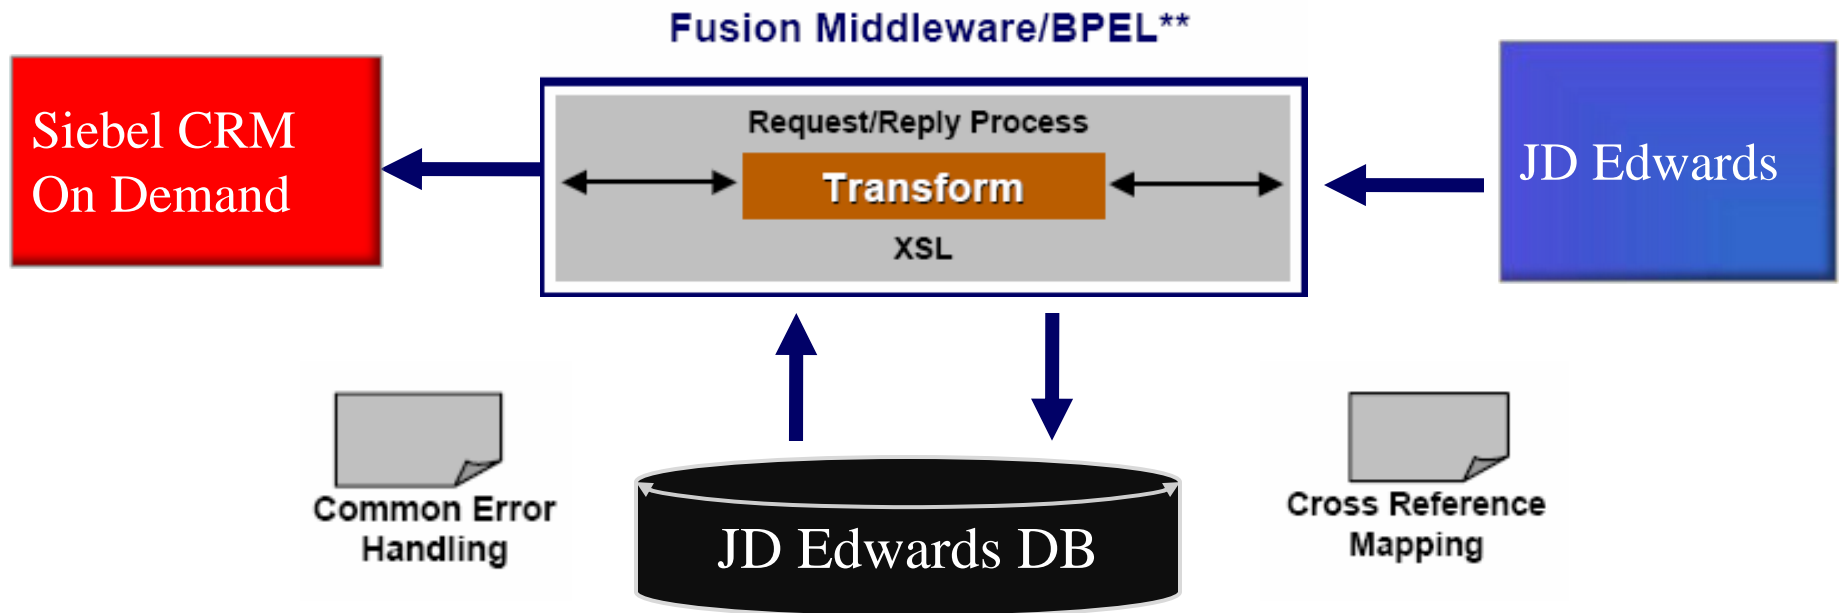 Fusion Middleware/BPEL**
Siebel CRM
On Demand
Request/Reply Process
Transform
XSL
JD Edwards
Common Error
Handling
JD Edwards DB
Cross Reference
Mapping